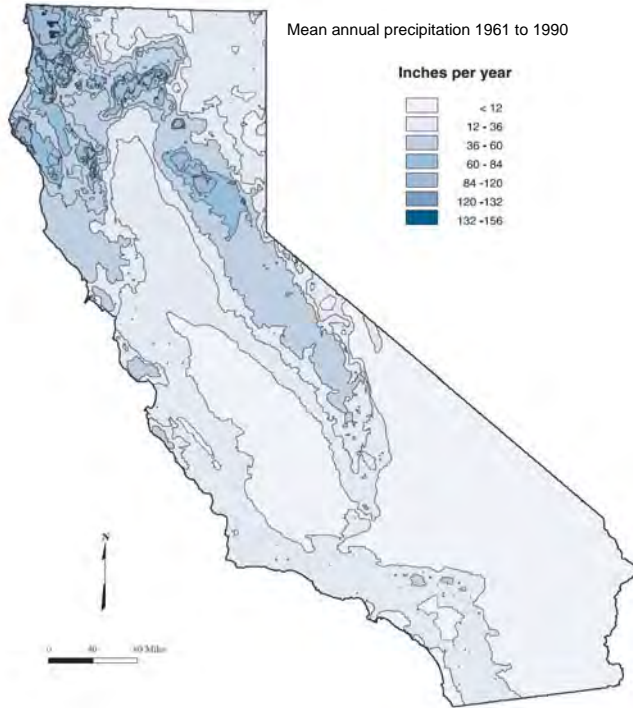 Mean annual precipitation 1961 to 1990
Inches per year
< 12
12 - 36
36 - 60
60 - 84
84 -120
120 -132
132 -156
N
0 40 80 Miles